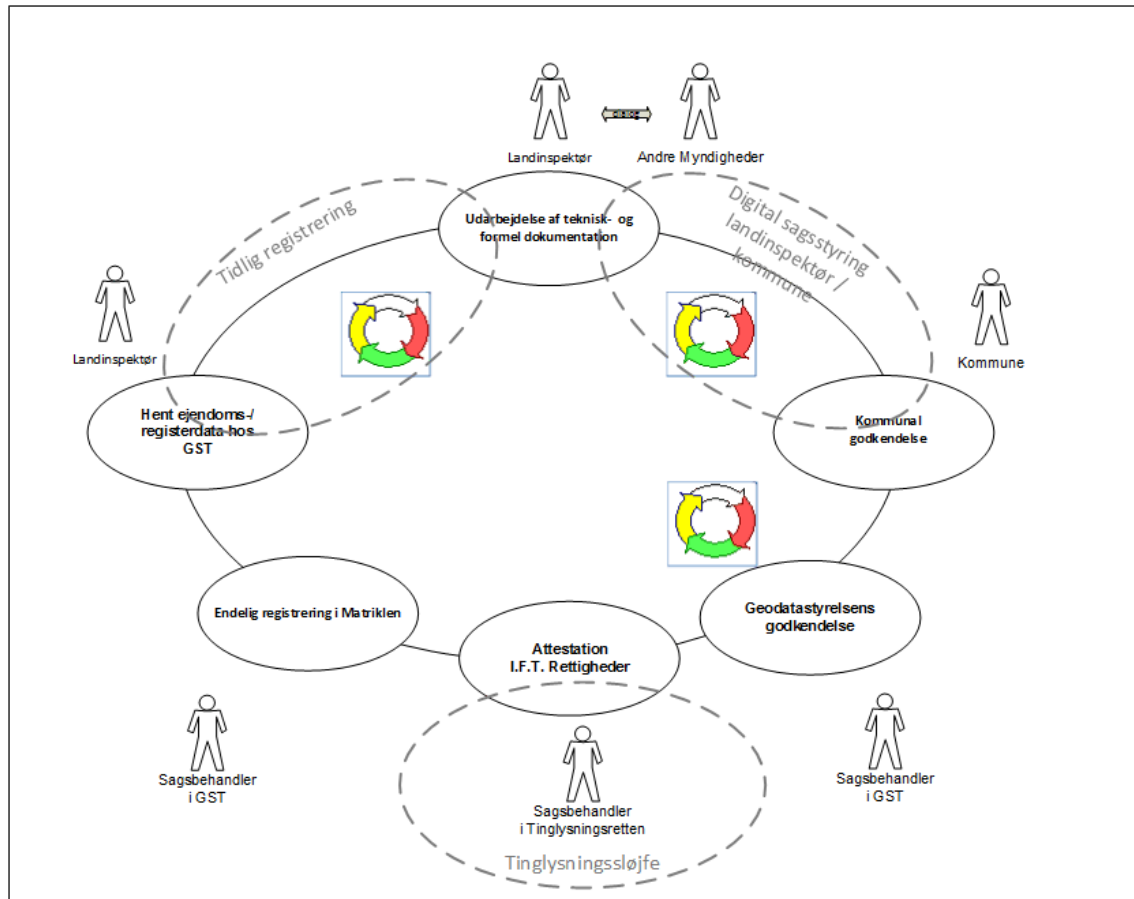 Landinspektør
dialog
Andre Myndigheder
Udarbejdelse af teknisk- og
formel dokumentation
Tidlig registrering
Digital sagsstyring
landinspektør /
kommune
Landinspektør
Kommune
Hent ejendoms-/
registerdata hos
GST
Kommunal
godkendelse
Endelig registrering i Matriklen
Attestation
I.F.T. Rettigheder
Geodatastyrelsens
godkendelse
Sagsbehandler
i GST
Sagsbehandler
i Tinglysningsretten
Sagsbehandler
i GST
Tinglysningssløjfe